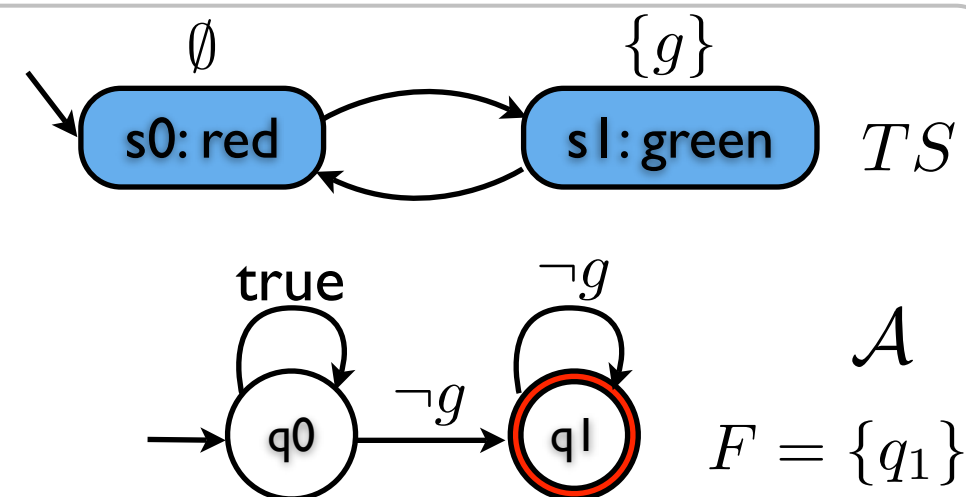 ∅ {g}
s0: red s1: green TS
true ¬g
𝒜
¬g
q0 q1 F = {q₁}